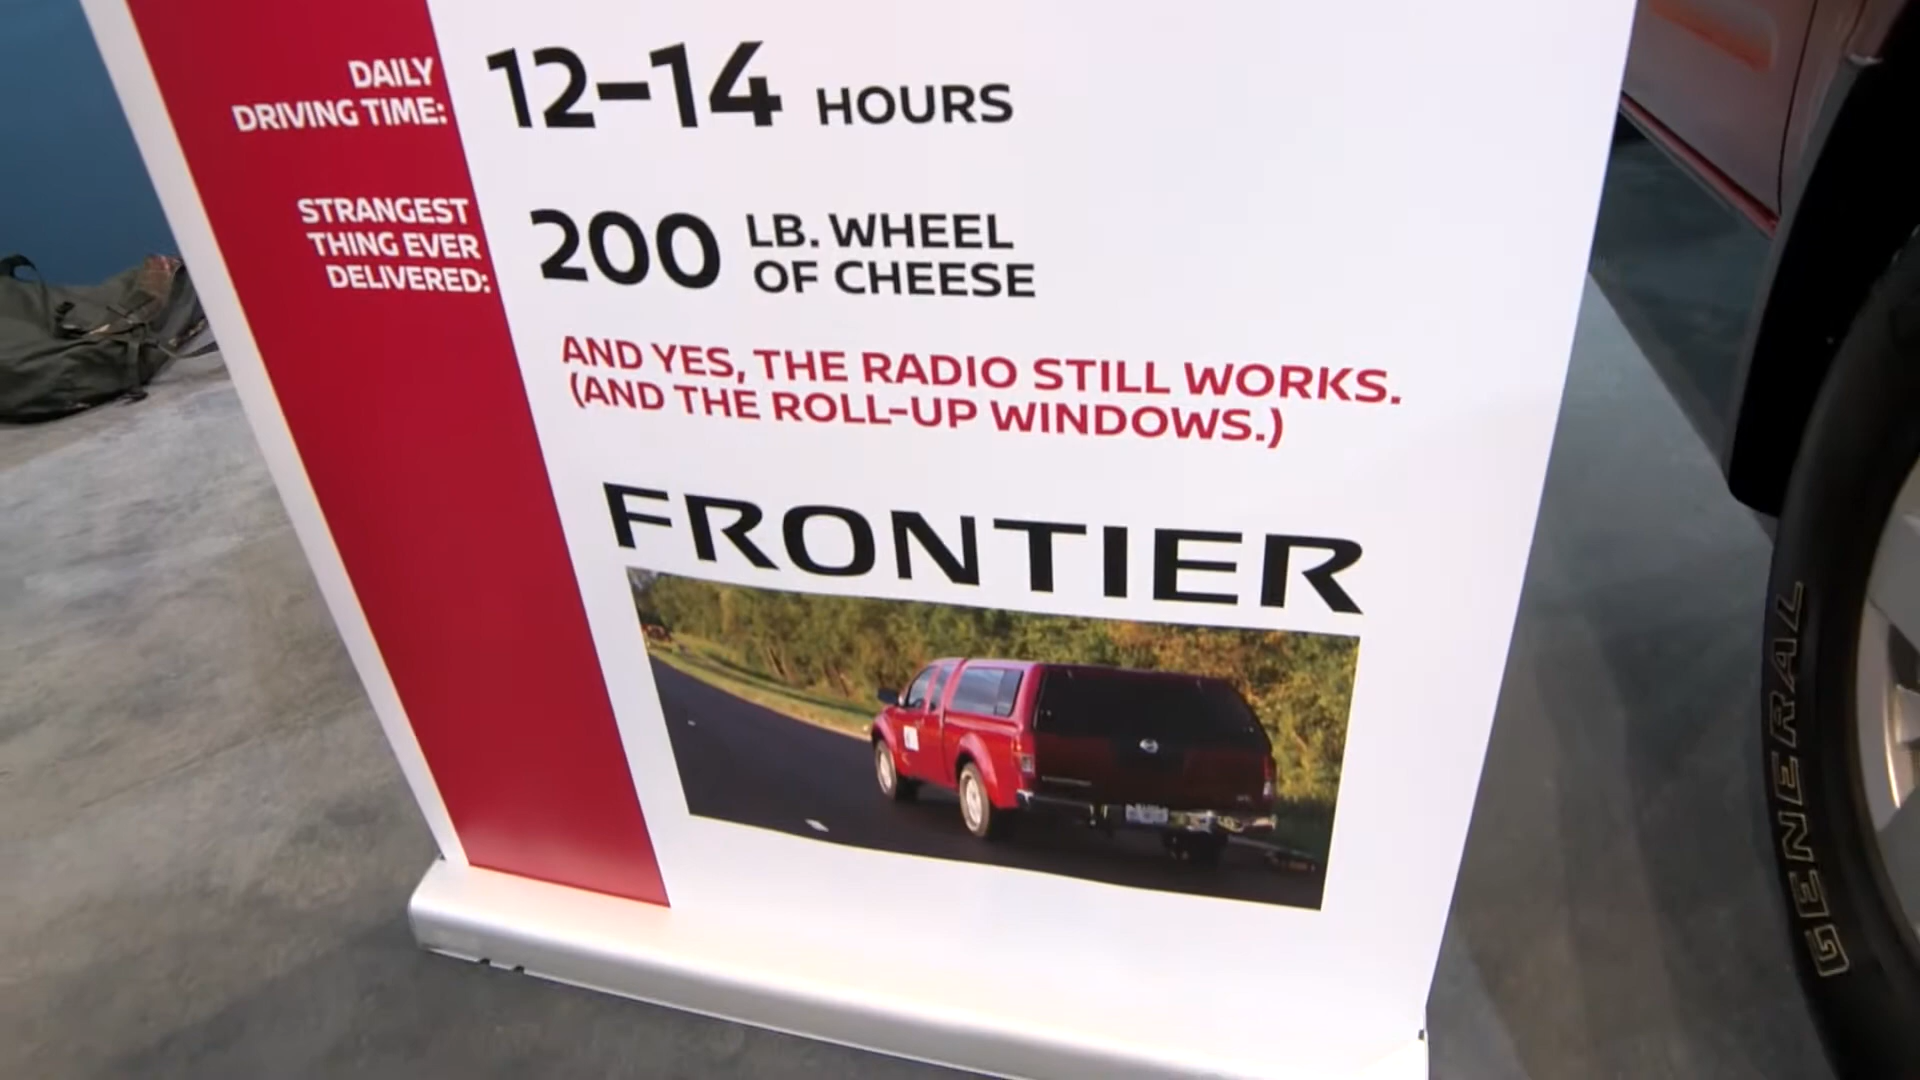 DAILY
DRIVING TIME:
12-14 HOURS
STRANGEST
THING EVER
DELIVERED:
200 LB. WHEEL
OF CHEESE
AND YES, THE RADIO STILL WORKS.
(AND THE ROLL-UP WINDOWS.)
FRONTIER
GENERAL